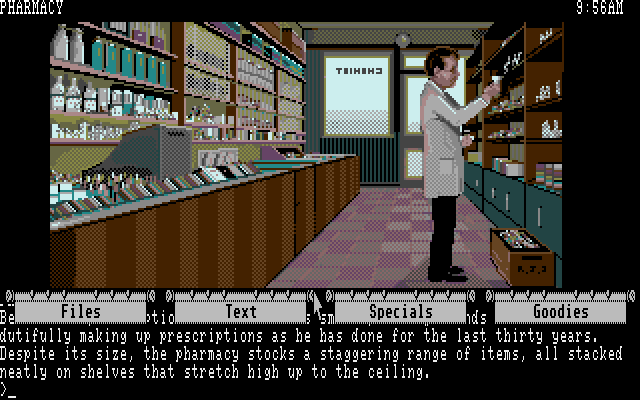 PHARMACY 9:56AM
CHEMIST
Files Text Specials Goodies
dutifully making up prescriptions as he has done for the last thirty years.
Despite its size, the pharmacy stocks a staggering range of items, all stacked
neatly on shelves that stretch high up to the ceiling.
>_